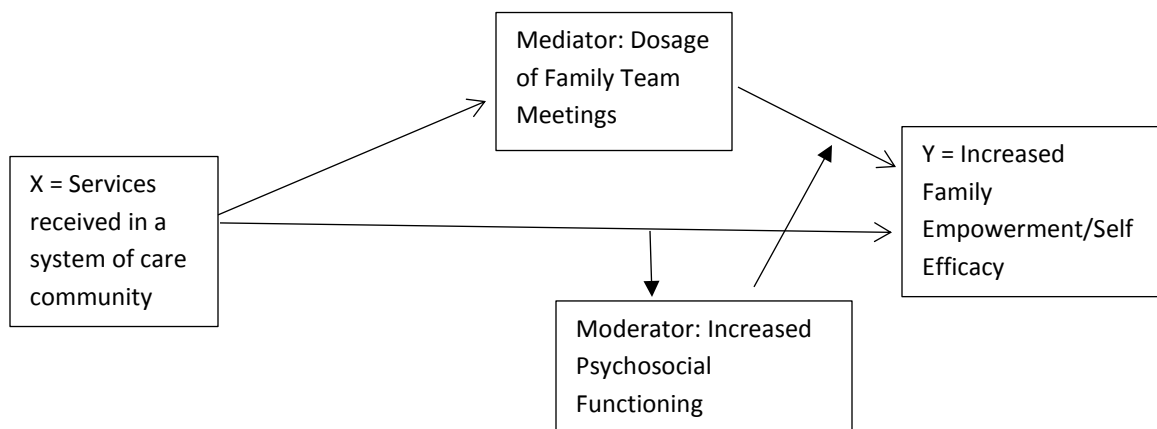 Mediator: Dosage
of Family Team
Meetings
X = Services
received in a
system of care
community
Y = Increased
Family
Empowerment/Self
Efficacy
Moderator: Increased
Psychosocial
Functioning